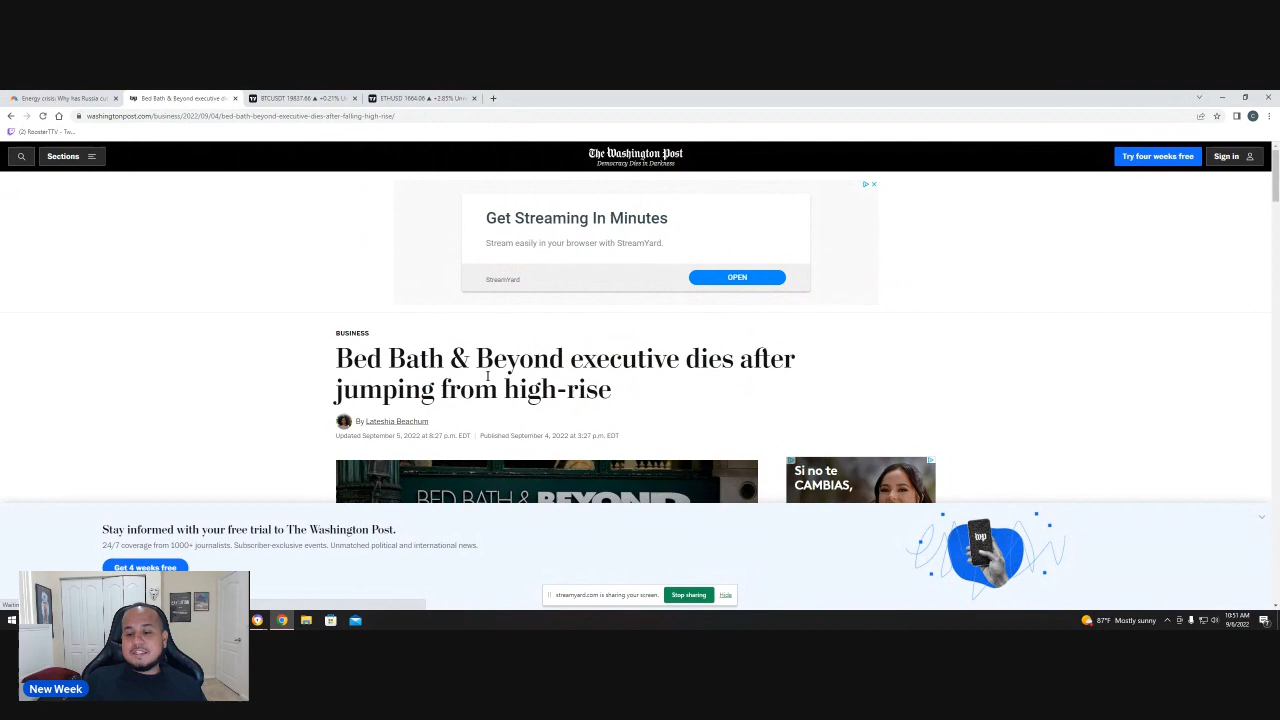 Energy crisis: Why has Russia cu
Bed Bath & Beyond executive di
BTCUSDT 19837.66 ▲ +0.21% Un
ETHUSD 1664.06 ▲ +2.85% Unn
washingtonpost.com/business/2022/09/04/bed-bath-beyond-executive-dies-after-falling-high-rise/
(2) RoosterTTV - Tw...
Sections
The Washington Post
Democracy Dies in Darkness
Try four weeks free
Sign in
Get Streaming In Minutes
Stream easily in your browser with StreamYard.
StreamYard
OPEN
BUSINESS
Bed Bath & Beyond executive dies after
jumping from high-rise
By Lateshia Beachum
Updated September 5, 2022 at 8:27 p.m. EDT | Published September 4, 2022 at 3:27 p.m. EDT
BED BATH & BEYOND
Si no te
CAMBIAS,
Stay informed with your free trial to The Washington Post.
24/7 coverage from 1000+ journalists. Subscriber-exclusive events. Unmatched political and international news.
Get 4 weeks free
wp
streamyard.com is sharing your screen.
Stop sharing
Hide
Waitin
87°F Mostly sunny
10:51 AM
9/6/2022
New Week